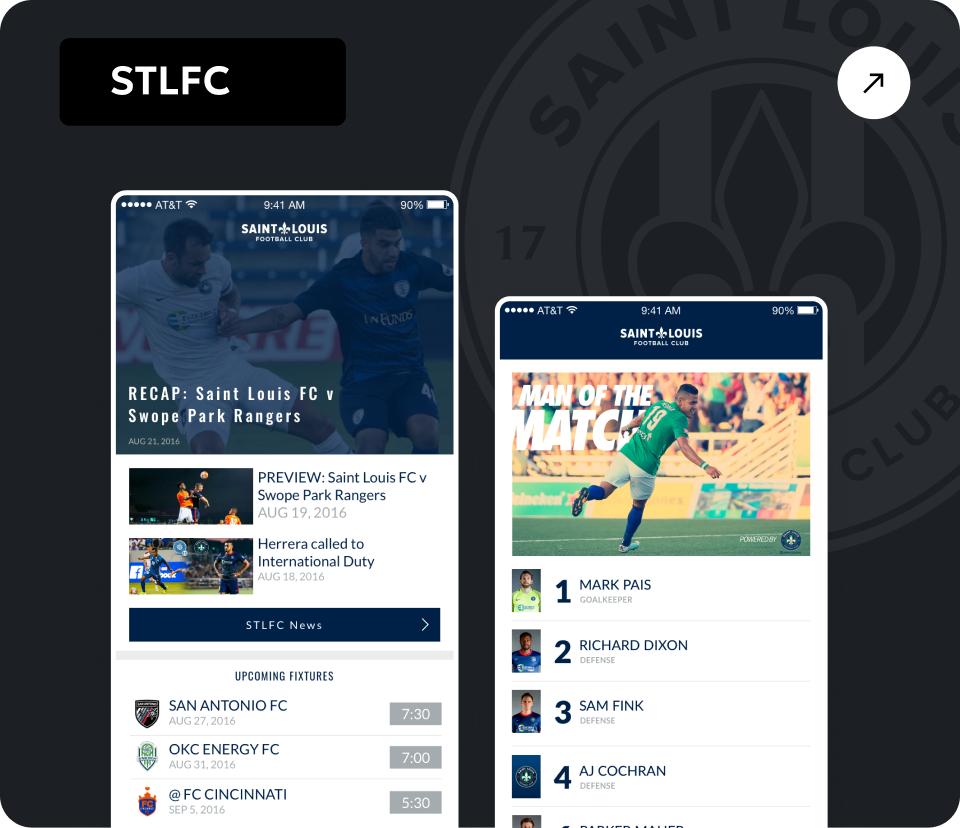 SAINT LOUIS
STLFC
17
CLUB
AT&T
9:41 AM
90%
SAINT LOUIS
FOOTBALL CLUB
RECAP: Saint Louis FC v
Swope Park Rangers
AUG 21, 2016
PREVIEW: Saint Louis FC v
Swope Park Rangers
AUG 19, 2016
Herrera called to
International Duty
AUG 18, 2016
STLFC News
UPCOMING FIXTURES
SAN ANTONIO FC
AUG 27, 2016
7:30
OKC ENERGY FC
AUG 31, 2016
7:00
@ FC CINCINNATI
SEP 5, 2016
5:30
AT&T
9:41 AM
90%
SAINT LOUIS
FOOTBALL CLUB
MAN OF THE
MATCH
19
POWERED BY
1
MARK PAIS
GOALKEEPER
2
RICHARD DIXON
DEFENSE
3
SAM FINK
DEFENSE
4
AJ COCHRAN
DEFENSE